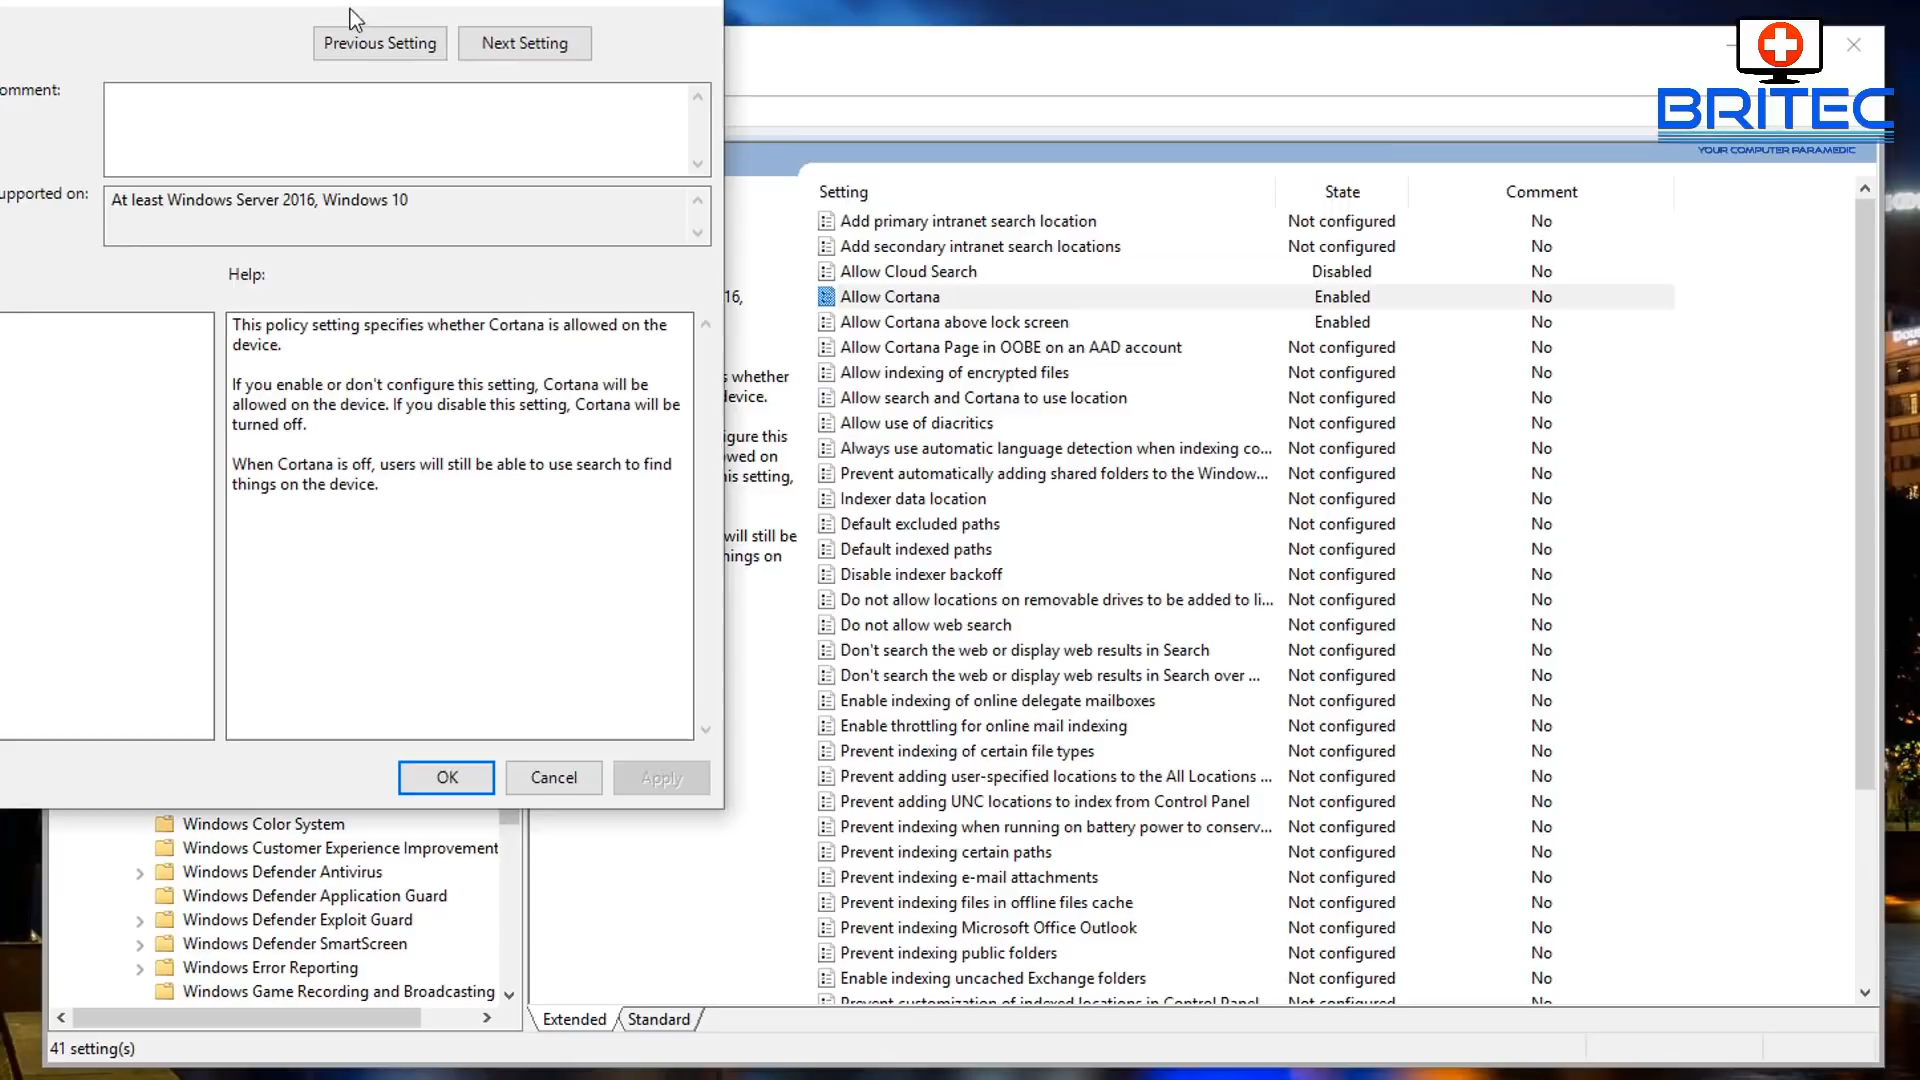 Previous Setting
Next Setting
omment:
upported on:
At least Windows Server 2016, Windows 10
Help:
This policy setting specifies whether Cortana is allowed on the
device.
If you enable or don't configure this setting, Cortana will be
allowed on the device. If you disable this setting, Cortana will be
turned off.
When Cortana is off, users will still be able to use search to find
things on the device.
OK
Cancel
Apply
BRITEC
YOUR COMPUTER PARAMEDIC
16,
s whether
evice.
igure this
wed on
is setting,
will still be
nings on
Setting State Comment
Add primary intranet search location Not configured No
Add secondary intranet search locations Not configured No
Allow Cloud Search Disabled No
Allow Cortana Enabled No
Allow Cortana above lock screen Enabled No
Allow Cortana Page in OOBE on an AAD account Not configured No
Allow indexing of encrypted files Not configured No
Allow search and Cortana to use location Not configured No
Allow use of diacritics Not configured No
Always use automatic language detection when indexing co... Not configured No
Prevent automatically adding shared folders to the Window... Not configured No
Indexer data location Not configured No
Default excluded paths Not configured No
Default indexed paths Not configured No
Disable indexer backoff Not configured No
Do not allow locations on removable drives to be added to li... Not configured No
Do not allow web search Not configured No
Don't search the web or display web results in Search Not configured No
Don't search the web or display web results in Search over ... Not configured No
Enable indexing of online delegate mailboxes Not configured No
Enable throttling for online mail indexing Not configured No
Prevent indexing of certain file types Not configured No
Prevent adding user-specified locations to the All Locations ... Not configured No
Prevent adding UNC locations to index from Control Panel Not configured No
Prevent indexing when running on battery power to conserv... Not configured No
Prevent indexing certain paths Not configured No
Prevent indexing e-mail attachments Not configured No
Prevent indexing files in offline files cache Not configured No
Prevent indexing Microsoft Office Outlook Not configured No
Prevent indexing public folders Not configured No
Enable indexing uncached Exchange folders Not configured No
Prevent customization of indexed locations in Control Panel Not configured No
Windows Color System
Windows Customer Experience Improvement
Windows Defender Antivirus
Windows Defender Application Guard
Windows Defender Exploit Guard
Windows Defender SmartScreen
Windows Error Reporting
Windows Game Recording and Broadcasting
Extended
Standard
41 setting(s)